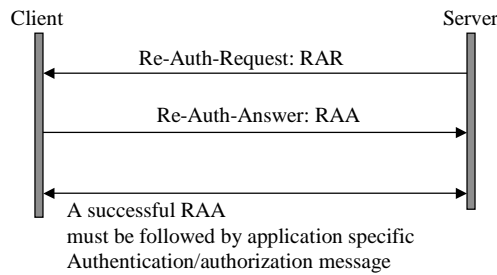 Client
Server
Re-Auth-Request: RAR
Re-Auth-Answer: RAA
A successful RAA
must be followed by application specific
Authentication/authorization message